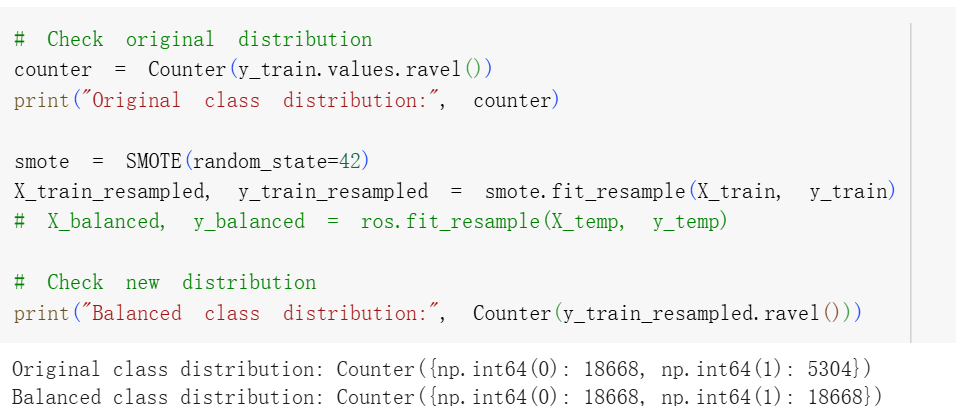 # Check original distribution
counter = Counter(y_train.values.ravel())
print("Original class distribution:", counter)
smote = SMOTE(random_state=42)
X_train_resampled, y_train_resampled = smote.fit_resample(X_train, y_train)
# X_balanced, y_balanced = ros.fit_resample(X_temp, y_temp)
# Check new distribution
print("Balanced class distribution:", Counter(y_train_resampled.ravel()))
Original class distribution: Counter({np.int64(0): 18668, np.int64(1): 5304})
Balanced class distribution: Counter({np.int64(0): 18668, np.int64(1): 18668})